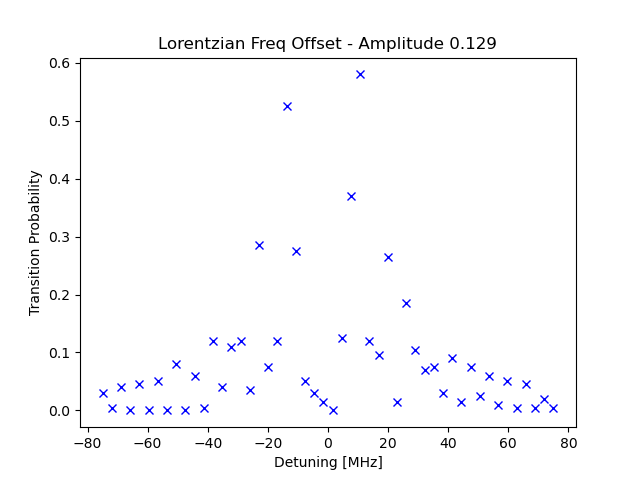 Lorentzian Freq Offset - Amplitude 0.129
0.6
0.5
0.4
0.3
0.2
0.1
0.0
Transition Probability
−80 −60 −40 −20 0 20 40 60 80
Detuning [MHz]